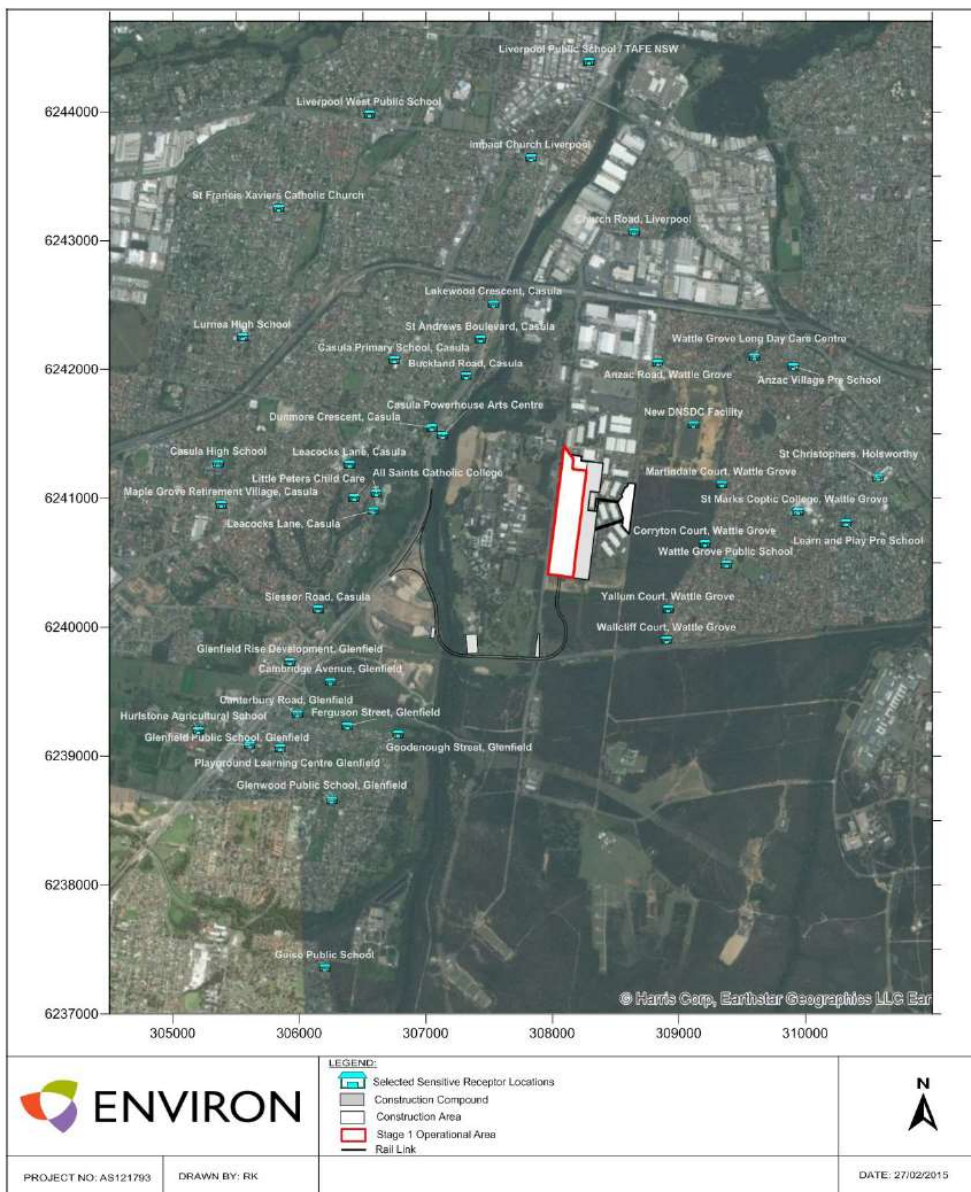 Liverpool Public School / TAFE NSW
6244000
Liverpool West Public School
Impact Church Liverpool
St Francis Xaviers Catholic Church
Church Road, Liverpool
6243000
Lakewood Crescent, Casula
Lurnea High School
St Andrews Boulevard, Casula
Wattle Grove Long Day Care Centre
Casula Primary School, Casula
6242000
Buckland Road, Casula
Anzac Road, Wattle Grove
Anzac Village Pre School
Casula Powerhouse Arts Centre
Dunmore Crescent, Casula
New DNSDC Facility
Casula High School
Leacocks Lane, Casula
St Christophers, Holsworthy
Little Peters Child Care
All Saints Catholic College
Martindale Court, Wattle Grove
Maple Grove Retirement Village, Casula
St Marks Coptic College, Wattle Grove
6241000
Leacocks Lane, Casula
Corryton Court, Wattle Grove
Learn and Play Pre School
Wattle Grove Public School
Slessor Road, Casula
Yallum Court, Wattle Grove
6240000
Wallcliff Court, Wattle Grove
Glenfield Rise Development, Glenfield
Cambridge Avenue, Glenfield
Canterbury Road, Glenfield
Hurlstone Agricultural School
Ferguson Street, Glenfield
Glenfield Public School, Glenfield
Goodenough Street, Glenfield
6239000
Playground Learning Centre Glenfield
Glenwood Public School, Glenfield
6238000
Guise Public School
© Harris Corp, Earthstar Geographics LLC Ear
6237000
305000 306000 307000 308000 309000 310000
ENVIRON
LEGEND:
Selected Sensitive Receptor Locations
Construction Compound
Construction Area
Stage 1 Operational Area
Rail Link
N
PROJECT NO: AS121793
DRAWN BY: RK
DATE: 27/02/2015